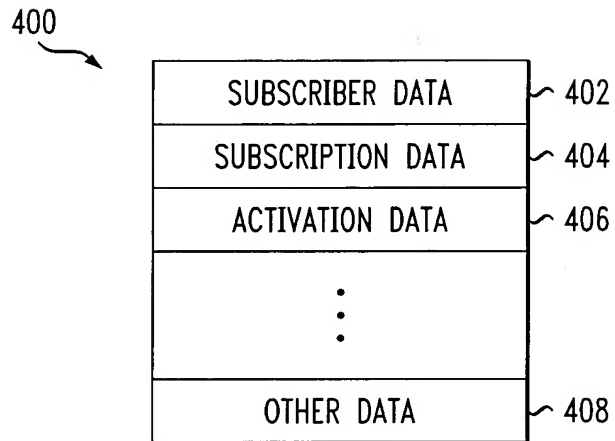 400
SUBSCRIBER DATA 402
SUBSCRIPTION DATA 404
ACTIVATION DATA 406
OTHER DATA 408